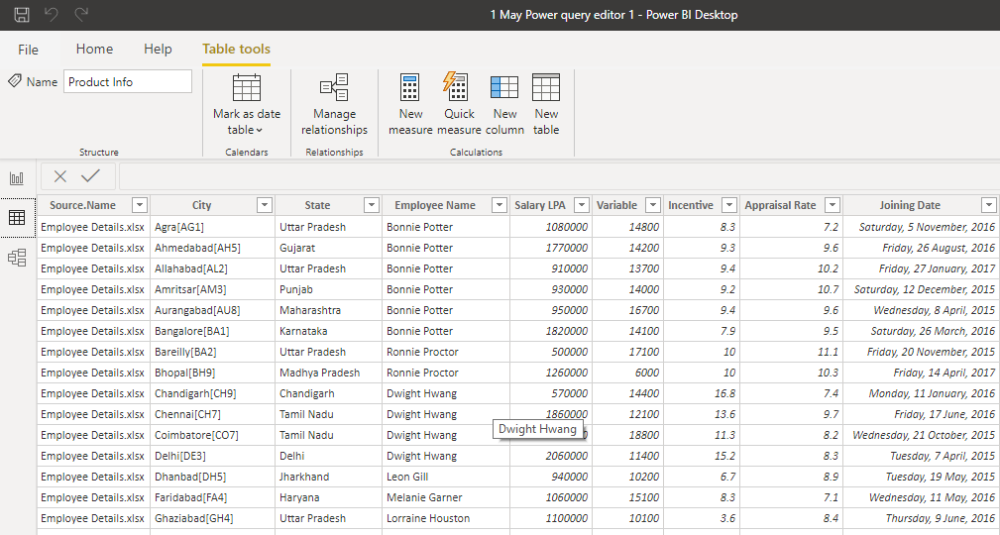 1 May Power query editor 1 - Power BI Desktop
File Home Help Table tools
Name Product Info
Mark as date table
Manage relationships
New measure
Quick measure
New column
New table
Structure Calendars Relationships Calculations
Source.Name City State Employee Name Salary LPA Variable Incentive Appraisal Rate Joining Date
Employee Details.xlsx Agra[AG1] Uttar Pradesh Bonnie Potter 1080000 14800 8.3 7.2 Saturday, 5 November, 2016
Employee Details.xlsx Ahmedabad[AH5] Gujarat Bonnie Potter 1770000 14200 9.3 9.6 Friday, 26 August, 2016
Employee Details.xlsx Allahabad[AL2] Uttar Pradesh Bonnie Potter 910000 13700 9.4 10.2 Friday, 27 January, 2017
Employee Details.xlsx Amritsar[AM3] Punjab Bonnie Potter 930000 14000 9.2 10.7 Saturday, 12 December, 2015
Employee Details.xlsx Aurangabad[AU8] Maharashtra Bonnie Potter 950000 16700 9.4 9.6 Wednesday, 8 April, 2015
Employee Details.xlsx Bangalore[BA1] Karnataka Bonnie Potter 1820000 14100 7.9 9.5 Saturday, 26 March, 2016
Employee Details.xlsx Bareilly[BA2] Uttar Pradesh Ronnie Proctor 500000 17100 10 11.1 Friday, 20 November, 2015
Employee Details.xlsx Bhopal[BH9] Madhya Pradesh Ronnie Proctor 1260000 6000 10 10.3 Friday, 14 April, 2017
Employee Details.xlsx Chandigarh[CH9] Chandigarh Dwight Hwang 570000 14400 16.8 7.4 Monday, 11 January, 2016
Employee Details.xlsx Chennai[CH7] Tamil Nadu Dwight Hwang 1860000 12100 13.6 9.7 Friday, 17 June, 2016
Employee Details.xlsx Coimbatore[CO7] Tamil Nadu Dwight Hwang 18800 11.3 8.2 Wednesday, 21 October, 2015
Dwight Hwang
Employee Details.xlsx Delhi[DE3] Delhi Dwight Hwang 2060000 11400 15.2 8.3 Tuesday, 7 April, 2015
Employee Details.xlsx Dhanbad[DH5] Jharkhand Leon Gill 940000 10200 6.7 8.9 Tuesday, 19 May, 2015
Employee Details.xlsx Faridabad[FA4] Haryana Melanie Garner 1060000 15100 8.3 7.1 Wednesday, 11 May, 2016
Employee Details.xlsx Ghaziabad[GH4] Uttar Pradesh Lorraine Houston 1100000 10100 3.6 8.4 Thursday, 9 June, 2016